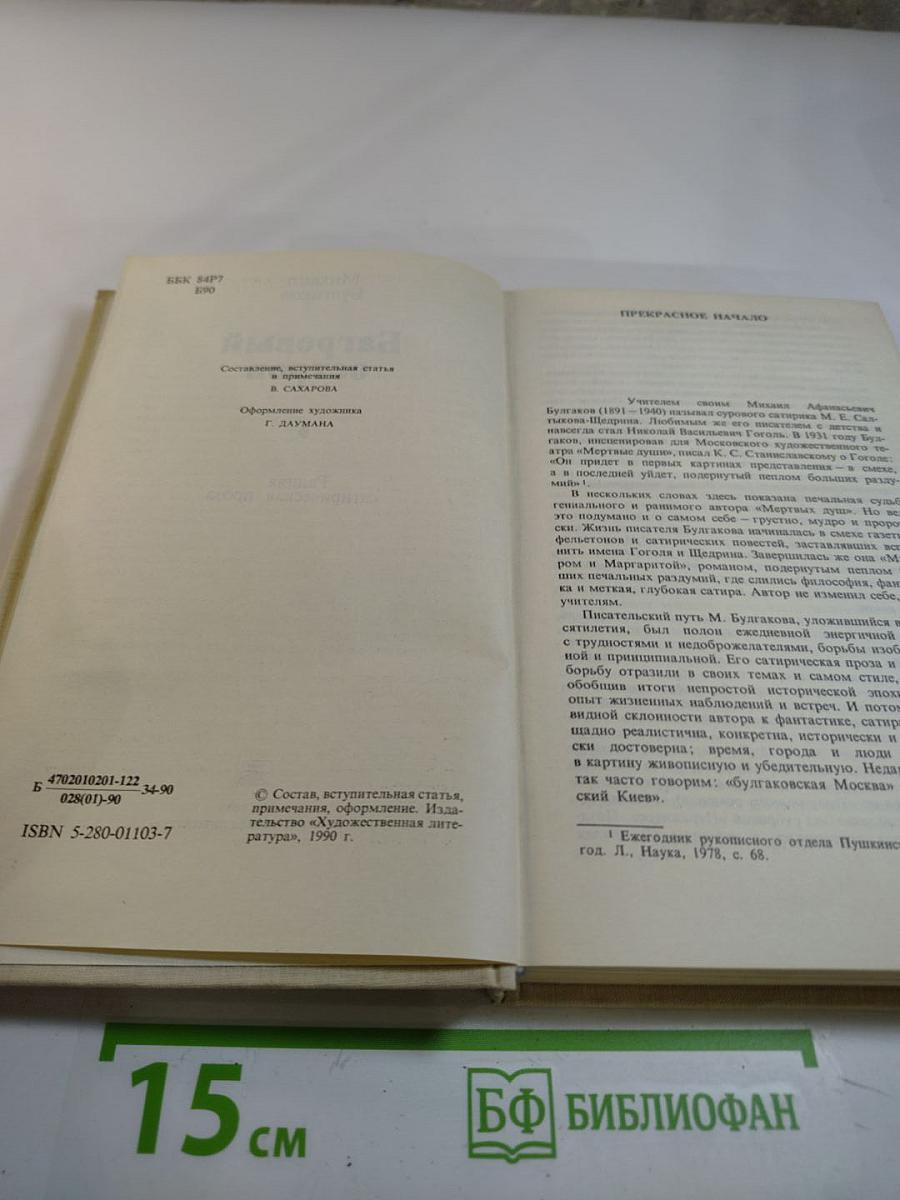 ББК 84Р7
Б90
Составление, вступительная статья
и примечания
В. САХАРОВА
Оформление художника
Г. ДАУМАНА
Б 4702010201-122 34-90
028(01)-90
ISBN 5-280-01103-7
© Состав, вступительная статья,
примечания, оформление. Изда-
тельство «Художественная лите-
ратура», 1990 г.
ПРЕКРАСНОЕ НАЧАЛО
Учителем своим Михаил Афанасьевич
Булгаков (1891—1940) называл сурового сатирика М. Е. Сал-
тыкова-Щедрина. Любимым же его писателем с детства и
навсегда стал Николай Васильевич Гоголь. В 1931 году Бул-
гаков, инсценировав для Московского художественного те-
атра «Мертвые души», писал К. С. Станиславскому о Гоголе:
«Он придет в первых картинах представления — в смехе,
а в последней уйдет, подернутый пеплом больших разду-
мий» ¹.
В нескольких словах здесь показана печальная судьб
гениального и ранимого автора «Мертвых душ». Но ве
это подумано и о самом себе — грустно, мудро и проро
ски. Жизнь писателя Булгакова начиналась в смехе газет
фельетонов и сатирических повестей, заставлявших всп
нить имена Гоголя и Щедрина. Завершилась же она «М
ром и Маргаритой», романом, подернутым пеплом
ших печальных раздумий, где слились философия, фан
ка и меткая, глубокая сатира. Автор не изменил себе,
учителям.
Писательский путь М. Булгакова, уложившийся в
сятилетия, был полон ежедневной энергичной
с трудностями и недоброжелателями, борьбы изоб
ной и принципиальной. Его сатирическая проза и
борьбу отразили в своих темах и самом стиле,
обобщив итоги непростой исторической эпох
опыт жизненных наблюдений и встреч. И пото
видной склонности автора к фантастике, сатир
щадно реалистична, конкретна, исторически и
ски достоверна; время, города и люди
в картину живописную и убедительную. Неда
так часто говорим: «булгаковская Москва»
ский Киев».
¹ Ежегодник рукописного отдела Пушкинс
год. Л., Наука, 1978, с. 68.
15 см
БФ БИБЛИОФАН